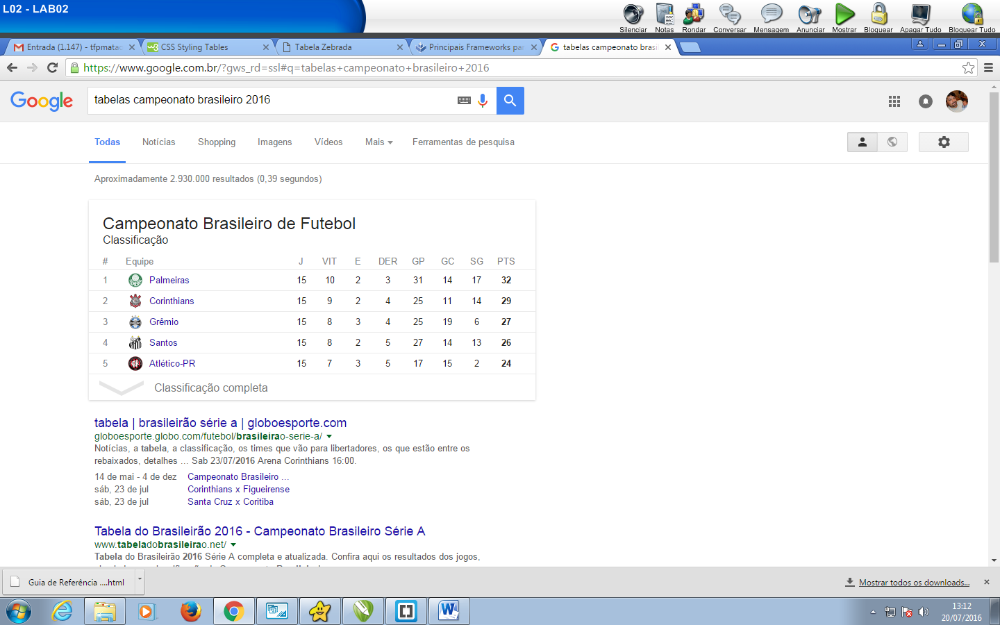 L02 - LAB02
Silenciar Notas Rondar Conversar Mensagem Anunciar Mostrar Bloquear Apagar Tudo Bloquear Tudo
Entrada (1.147) - tfpmatac CSS Styling Tables Tabela Zebrada Principais Frameworks par tabelas campeonato brasil
https://www.google.com.br/?gws_rd=ssl#q=tabelas+campeonato+brasileiro+2016
Google tabelas campeonato brasileiro 2016
Todas Notícias Shopping Imagens Vídeos Mais Ferramentas de pesquisa
Aproximadamente 2.930.000 resultados (0,39 segundos)
Campeonato Brasileiro de Futebol
Classificação
# Equipe J VIT E DER GP GC SG PTS
1 Palmeiras 15 10 2 3 31 14 17 32
2 Corinthians 15 9 2 4 25 11 14 29
3 Grêmio 15 8 3 4 25 19 6 27
4 Santos 15 8 2 5 27 14 13 26
5 Atlético-PR 15 7 3 5 17 15 2 24
Classificação completa
tabela | brasileirão série a | globoesporte.com
globoesporte.globo.com/futebol/brasileirao-serie-a/
Notícias, a tabela, a classificação, os times que vão para libertadores, os que estão entre os
rebaixados, detalhes ... Sab 23/07/2016 Arena Corinthians 16:00.
14 de mai - 4 de dez Campeonato Brasileiro ...
sáb, 23 de jul Corinthians x Figueirense
sáb, 23 de jul Santa Cruz x Coritiba
Tabela do Brasileirão 2016 - Campeonato Brasileiro Série A
www.tabeladobrasileirao.net/
Tabela do Brasileirão 2016 Série A completa e atualizada. Confira aqui os resultados dos jogos,
Guia de Referência ....html Mostrar todos os downloads...
13:12
20/07/2016